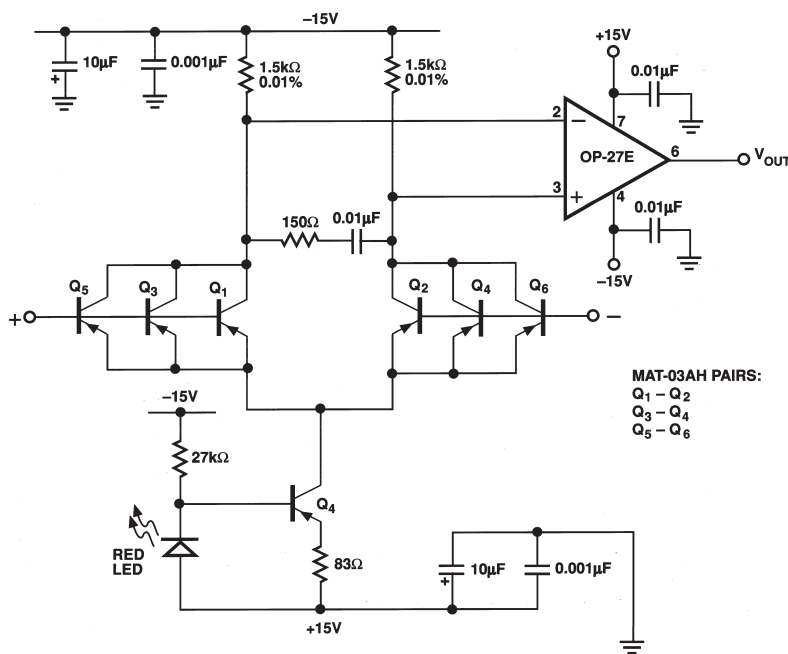 −15V
10μF
+
0.001μF
1.5kΩ
0.01%
1.5kΩ
0.01%
+15V
0.01μF
2
−
7
OP-27E
6
VOUT
3
+
4
0.01μF
−15V
150Ω
0.01μF
Q5
Q3
Q1
Q2
Q4
Q6
+
−
MAT-03AH PAIRS:
Q1 – Q2
Q3 – Q4
Q5 – Q6
−15V
27kΩ
Q4
RED
LED
83Ω
10μF
+
0.001μF
+15V